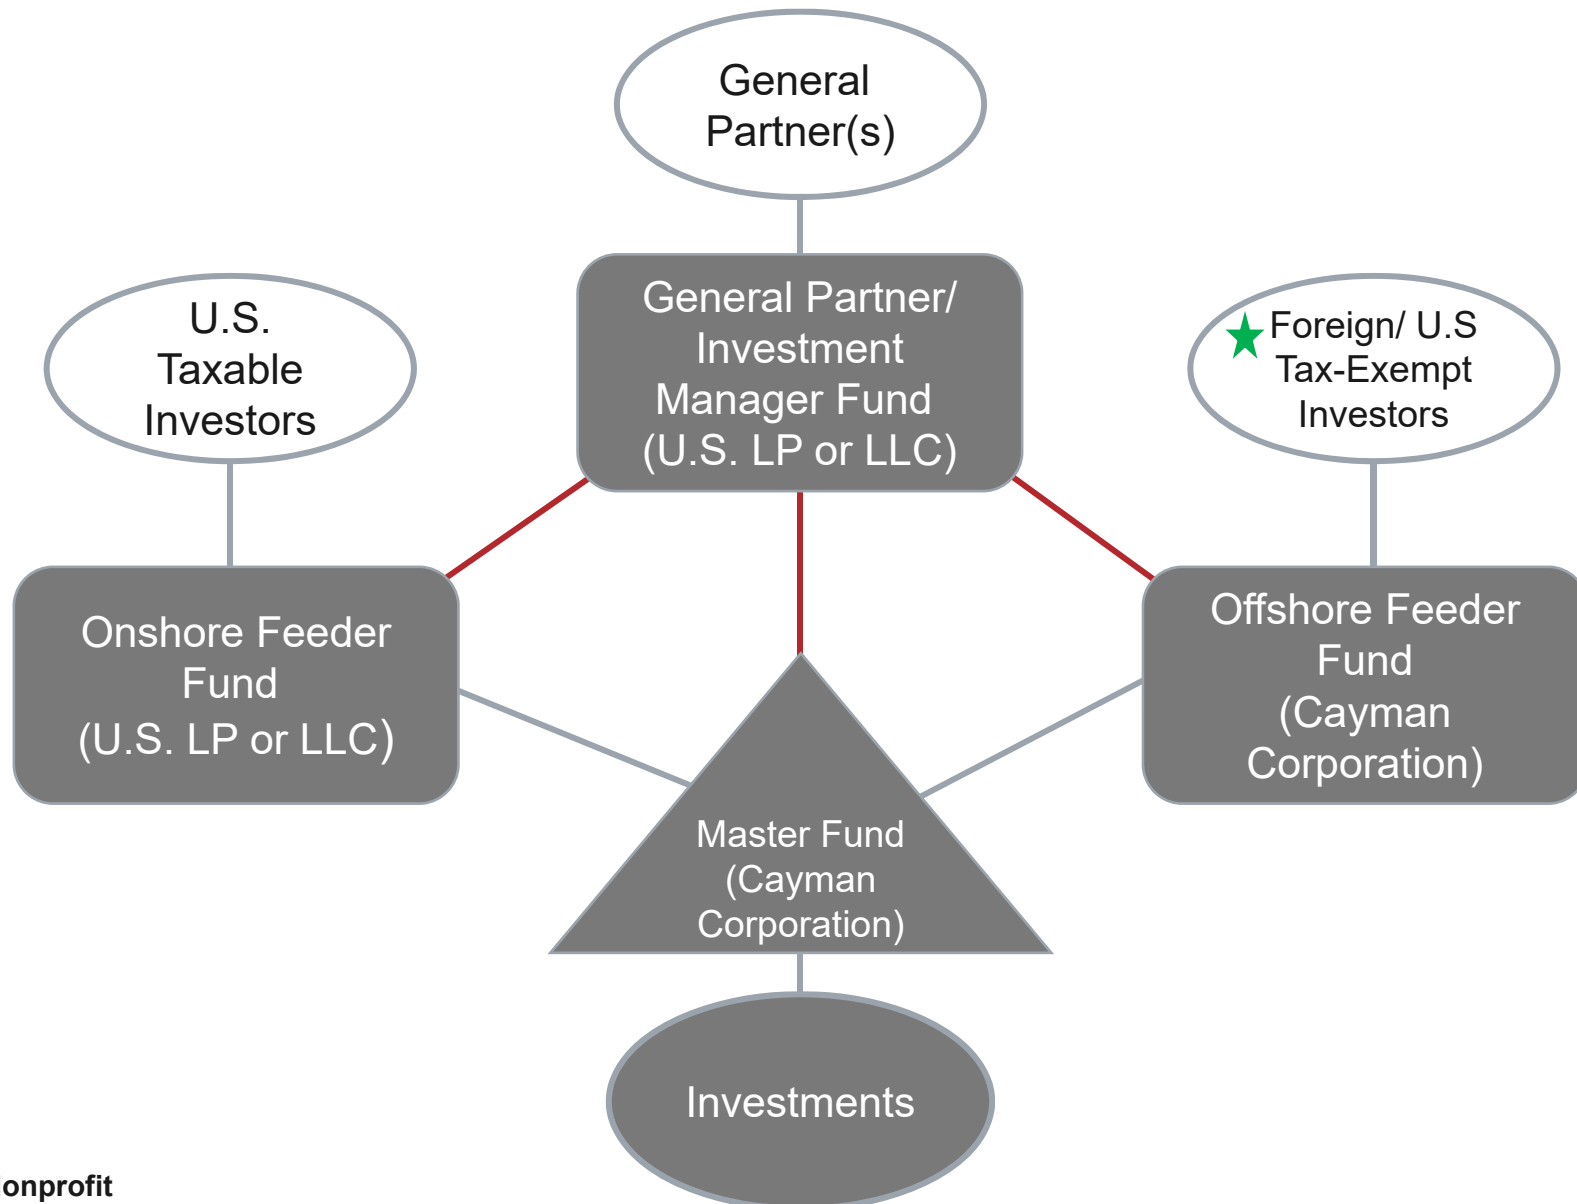 General
Partner(s)
General Partner/
Investment
Manager Fund
(U.S. LP or LLC)
U.S.
Taxable
Investors
Foreign/ U.S
Tax-Exempt
Investors
Onshore Feeder
Fund
(U.S. LP or LLC)
Offshore Feeder
Fund
(Cayman
Corporation)
Master Fund
(Cayman
Corporation)
Investments